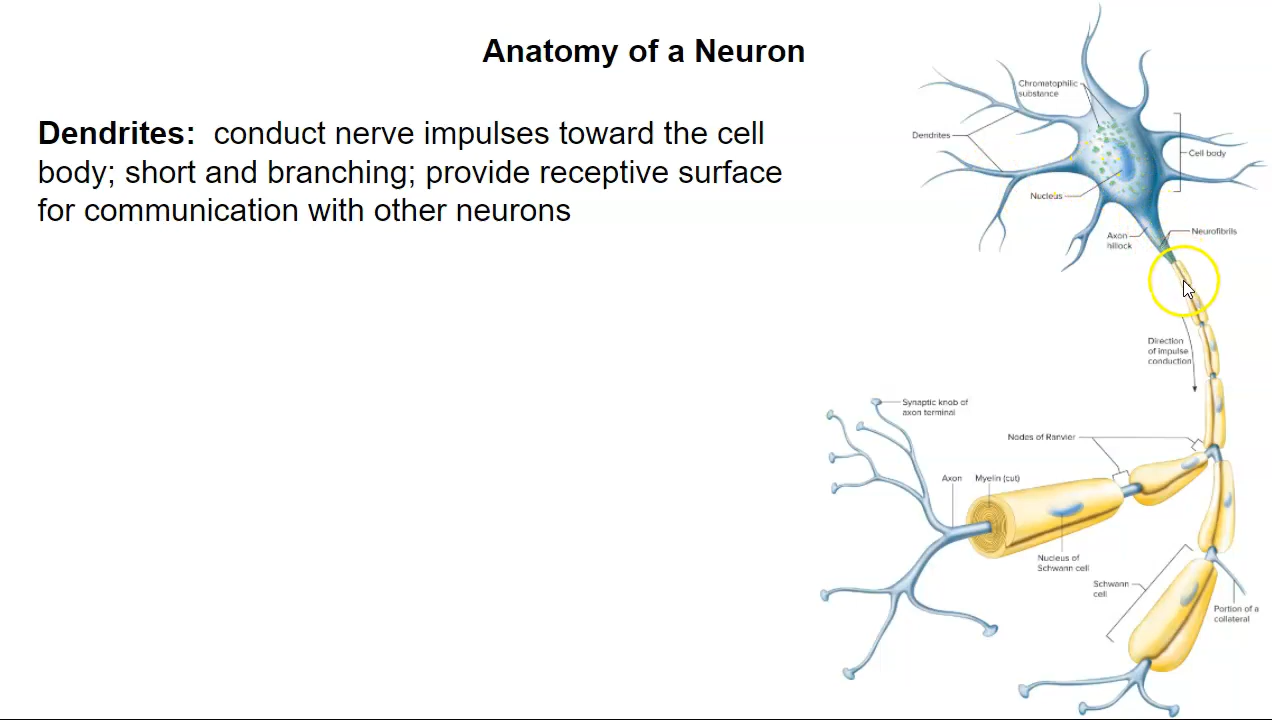 Anatomy of a Neuron
Dendrites: conduct nerve impulses toward the cell
body; short and branching; provide receptive surface
for communication with other neurons
Chromatophilic
substance
Dendrites
Cell body
Nucleus
Neurofibrils
Axon
hillock
Direction
of impulse
conduction
Synaptic knob of
axon terminal
Nodes of Ranvier
Axon
Myelin (cut)
Nucleus of
Schwann cell
Schwann
cell
Portion of a
collateral